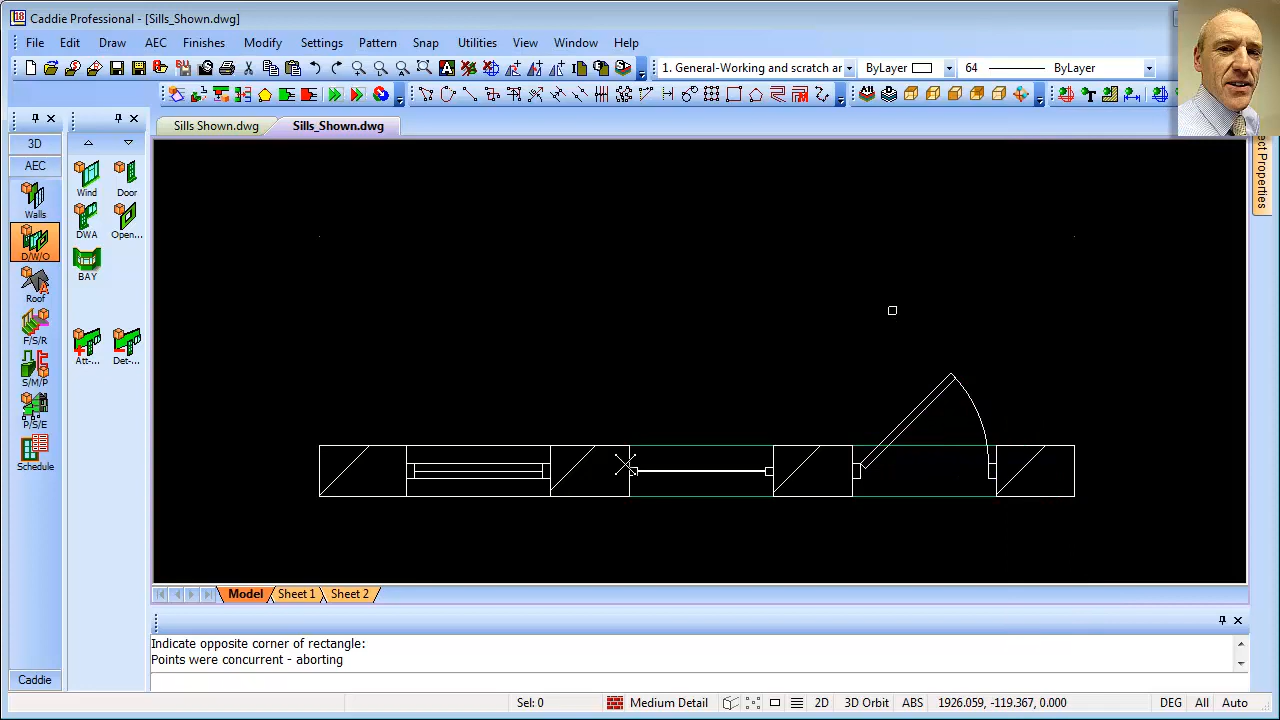 Caddie Professional - [Sills_Shown.dwg]
File Edit Draw AEC Finishes Modify Settings Pattern Snap Utilities View Window Help
1. General-Working and scratch ar ByLayer 64 ByLayer
Sills Shown.dwg Sills_Shown.dwg
3D
AEC
Walls
D/W/O
Roof
F/S/R
S/M/P
P/S/E
Schedule
Caddie
Wind Door
DWA Open...
BAY
Att-... Det-...
ct Properties
Model Sheet 1 Sheet 2
Indicate opposite corner of rectangle:
Points were concurrent - aborting
Sel: 0 Medium Detail 2D 3D Orbit ABS 1926.059, -119.367, 0.000 DEG All Auto